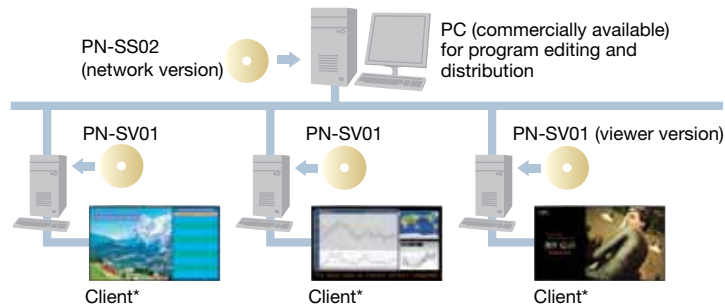 PN-SS02
(network version)
PC (commercially available)
for program editing and
distribution
PN-SV01
PN-SV01
PN-SV01 (viewer version)
Client*
Client*
Client*